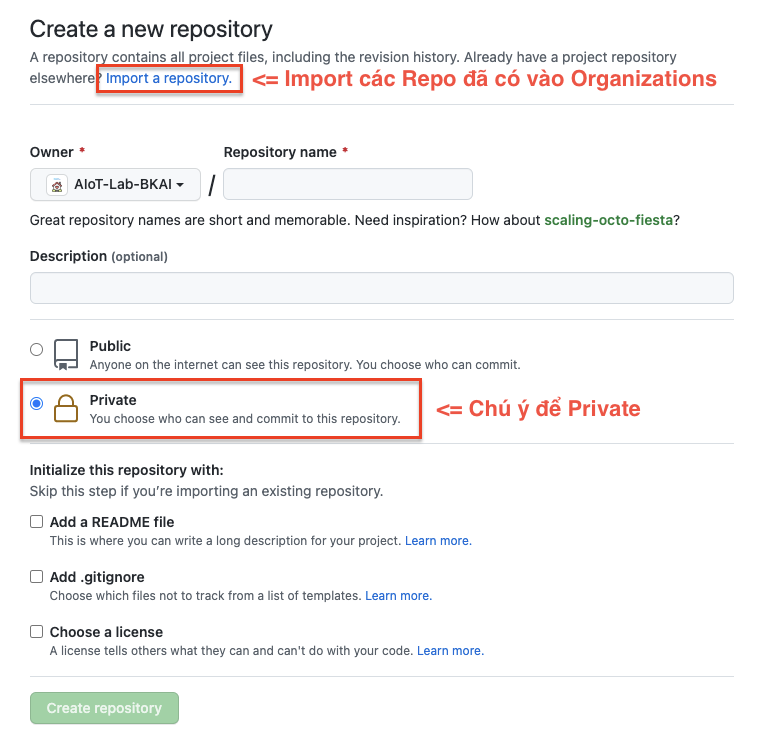 Create a new repository
A repository contains all project files, including the revision history. Already have a project repository
elsewhere? Import a repository. <= Import các Repo đã có vào Organizations
Owner * Repository name *
AIoT-Lab-BKAI /
Great repository names are short and memorable. Need inspiration? How about scaling-octo-fiesta?
Description (optional)
Public
Anyone on the internet can see this repository. You choose who can commit.
Private
You choose who can see and commit to this repository.
<= Chú ý để Private
Initialize this repository with:
Skip this step if you're importing an existing repository.
Add a README file
This is where you can write a long description for your project. Learn more.
Add .gitignore
Choose which files not to track from a list of templates. Learn more.
Choose a license
A license tells others what they can and can't do with your code. Learn more.
Create repository